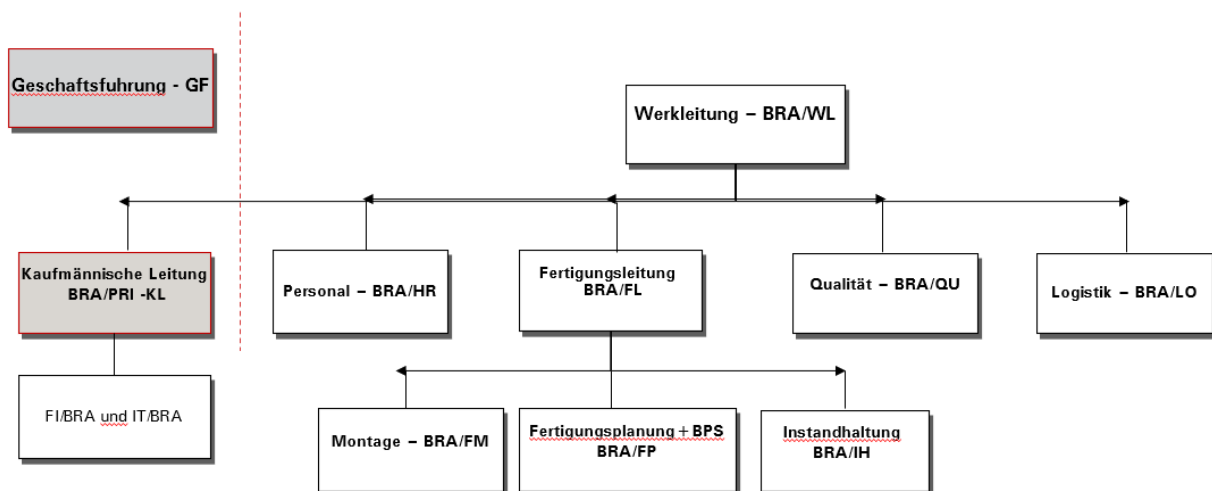 Geschaftsfuhrung - GF
Werkleitung – BRA/WL
Kaufmännische Leitung
BRA/PRI -KL
Personal – BRA/HR
Fertigungsleitung
BRA/FL
Qualität – BRA/QU
Logistik – BRA/LO
FI/BRA und IT/BRA
Montage – BRA/FM
Fertigungsplanung + BPS
BRA/FP
Instandhaltung
BRA/IH